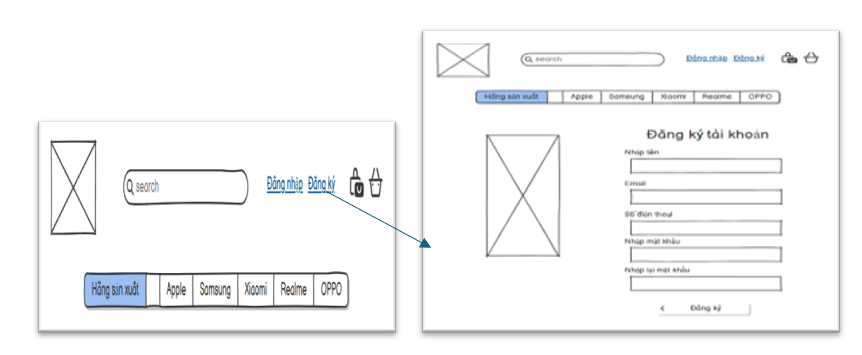 search
Đăng nhập Đăng ký
Hãng sản xuất Apple Samsung Xiaomi Realme OPPO
search
Đăng nhập Đăng ký
Hãng sản xuất Apple Samsung Xiaomi Realme OPPO
Đăng ký tài khoản
Nhập tên
Email
Số điện thoại
Nhập mật khẩu
Nhập lại mật khẩu
< Đăng ký